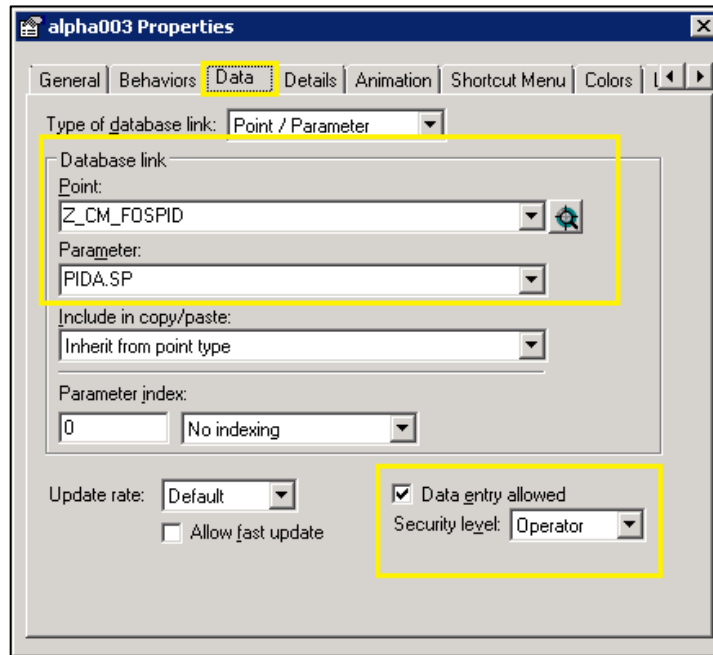 alpha003 Properties
General Behaviors Data Details Animation Shortcut Menu Colors
Type of database link: Point / Parameter
Database link
Point:
Z_CM_FOSPID
Parameter:
PIDA.SP
Include in copy/paste:
Inherit from point type
Parameter index:
0 No indexing
Update rate: Default Data entry allowed
Allow fast update Security level: Operator